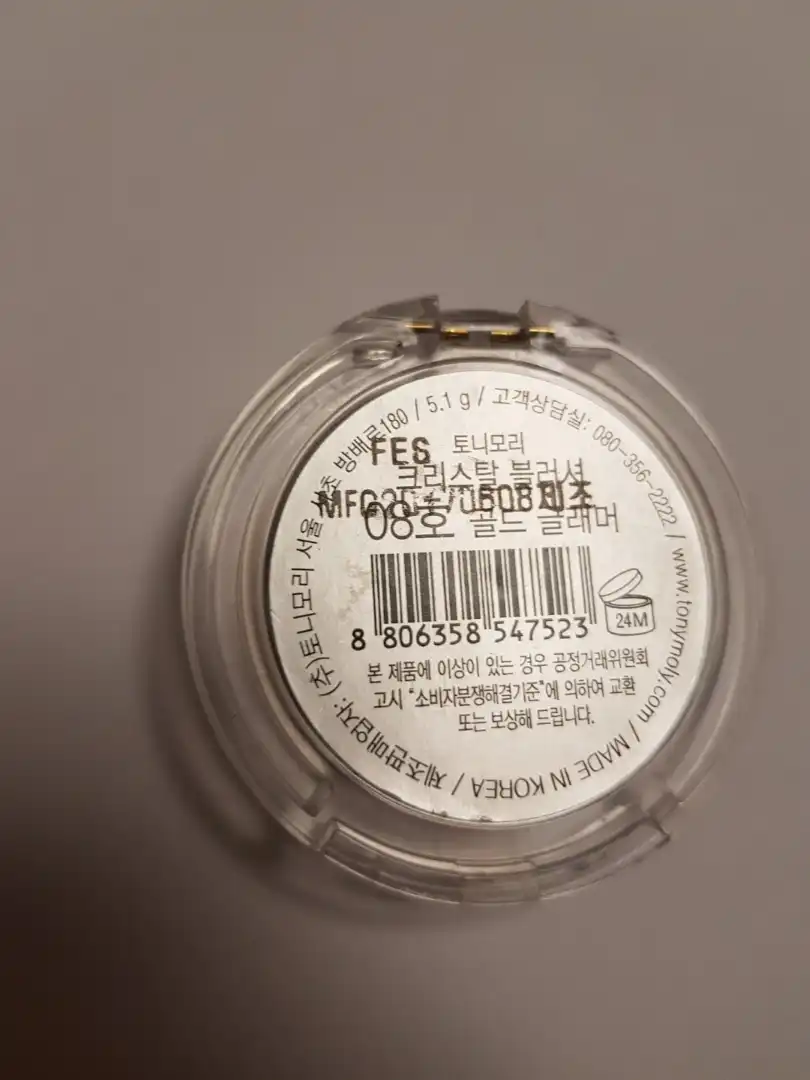 FES
토니모리
크리스탈 블러셔
08호 골드 글래머
8 806358 547523
24M
본 제품에 이상이 있는 경우 공정거래위원회
고시 "소비자분쟁해결기준"에 의하여 교환
또는 보상해 드립니다.
제조판매업자: (주)토니모리 서울 방배로180 / 5.1 g / 고객상담실: 080-356-2222 / www.tonymoly.com / MADE IN KOREA /